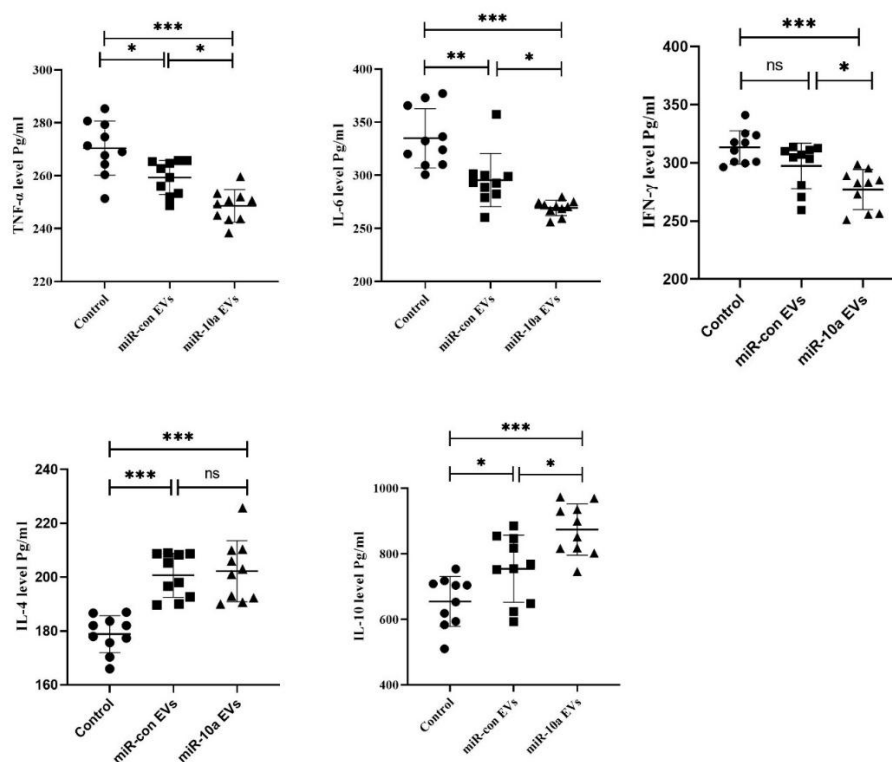 ***
* *
300
280
260
240
220
TNF-α level Pg/ml
Control
miR-con EVs
miR-10a EVs
***
** *
400
350
300
250
200
IL-6 level Pg/ml
Control
miR-con EVs
miR-10a EVs
***
ns *
400
350
300
250
200
IFN-γ level Pg/ml
Control
miR-con EVs
miR-10a EVs
***
*** ns
240
220
200
180
160
IL-4 level Pg/ml
Control
miR-con EVs
miR-10a EVs
***
* *
1000
800
600
400
IL-10 level Pg/ml
Control
miR-con EVs
miR-10a EVs